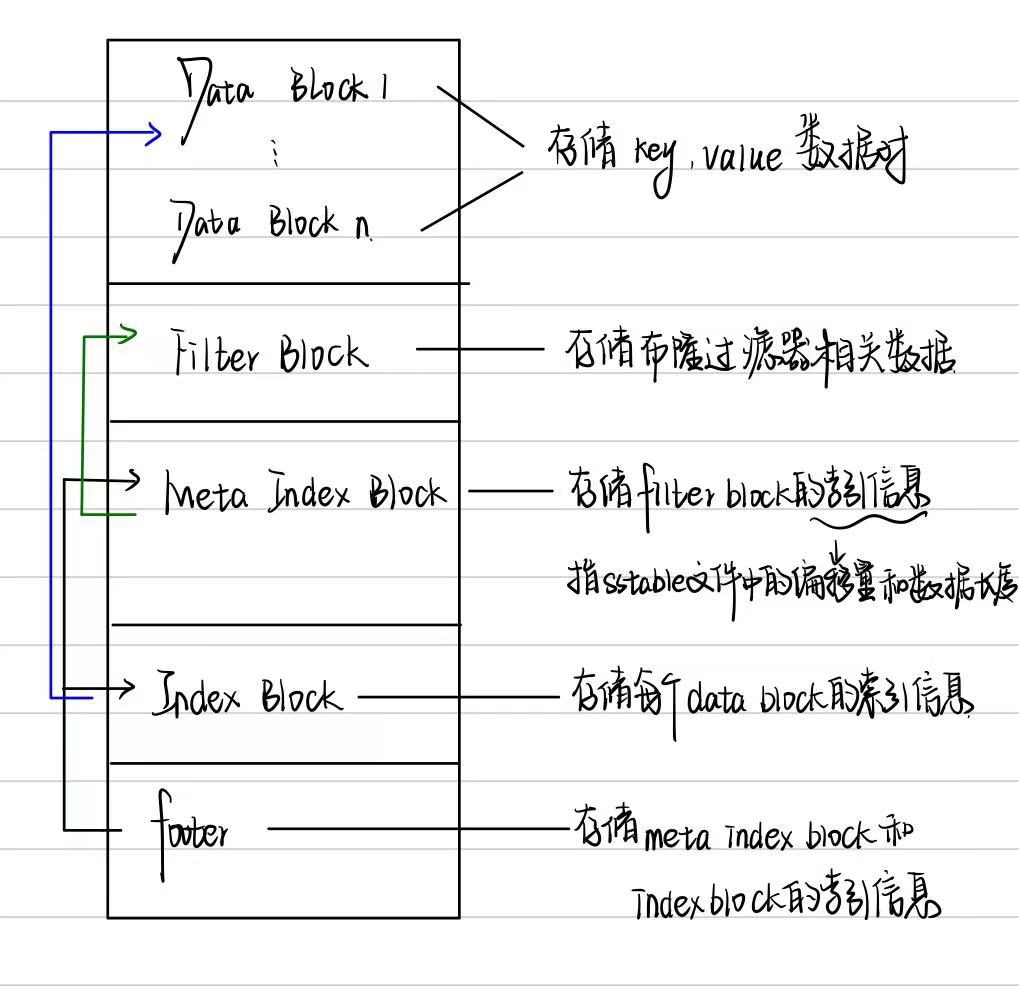 Data Block 1
⋮
Data Block n
存储 key, value 数据对
Filter Block
存储布隆过滤器相关数据
Meta Index Block
存储filter block的索引信息
指sstable文件中的偏移量和数据长度
Index Block
存储每个data block的索引信息
footer
存储meta index block和
index block的索引信息